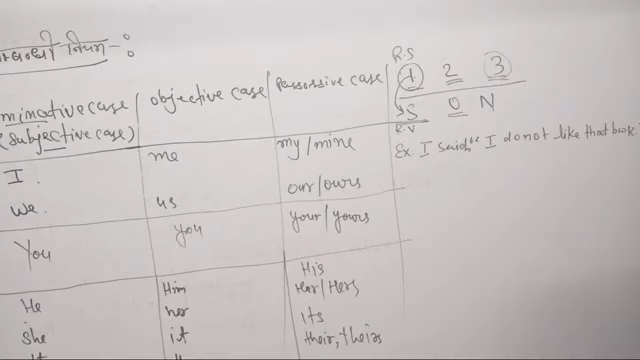 नियम -:
minative case / objective case / Possessive case
(subjective case)
R.S
1 2 3
S O N
R.V
Ex. I said "I do not like that book."
I. me my/mine
we. us our/ours
You you your/yours
He Him His
she her Her/Hers
it its
their, theirs